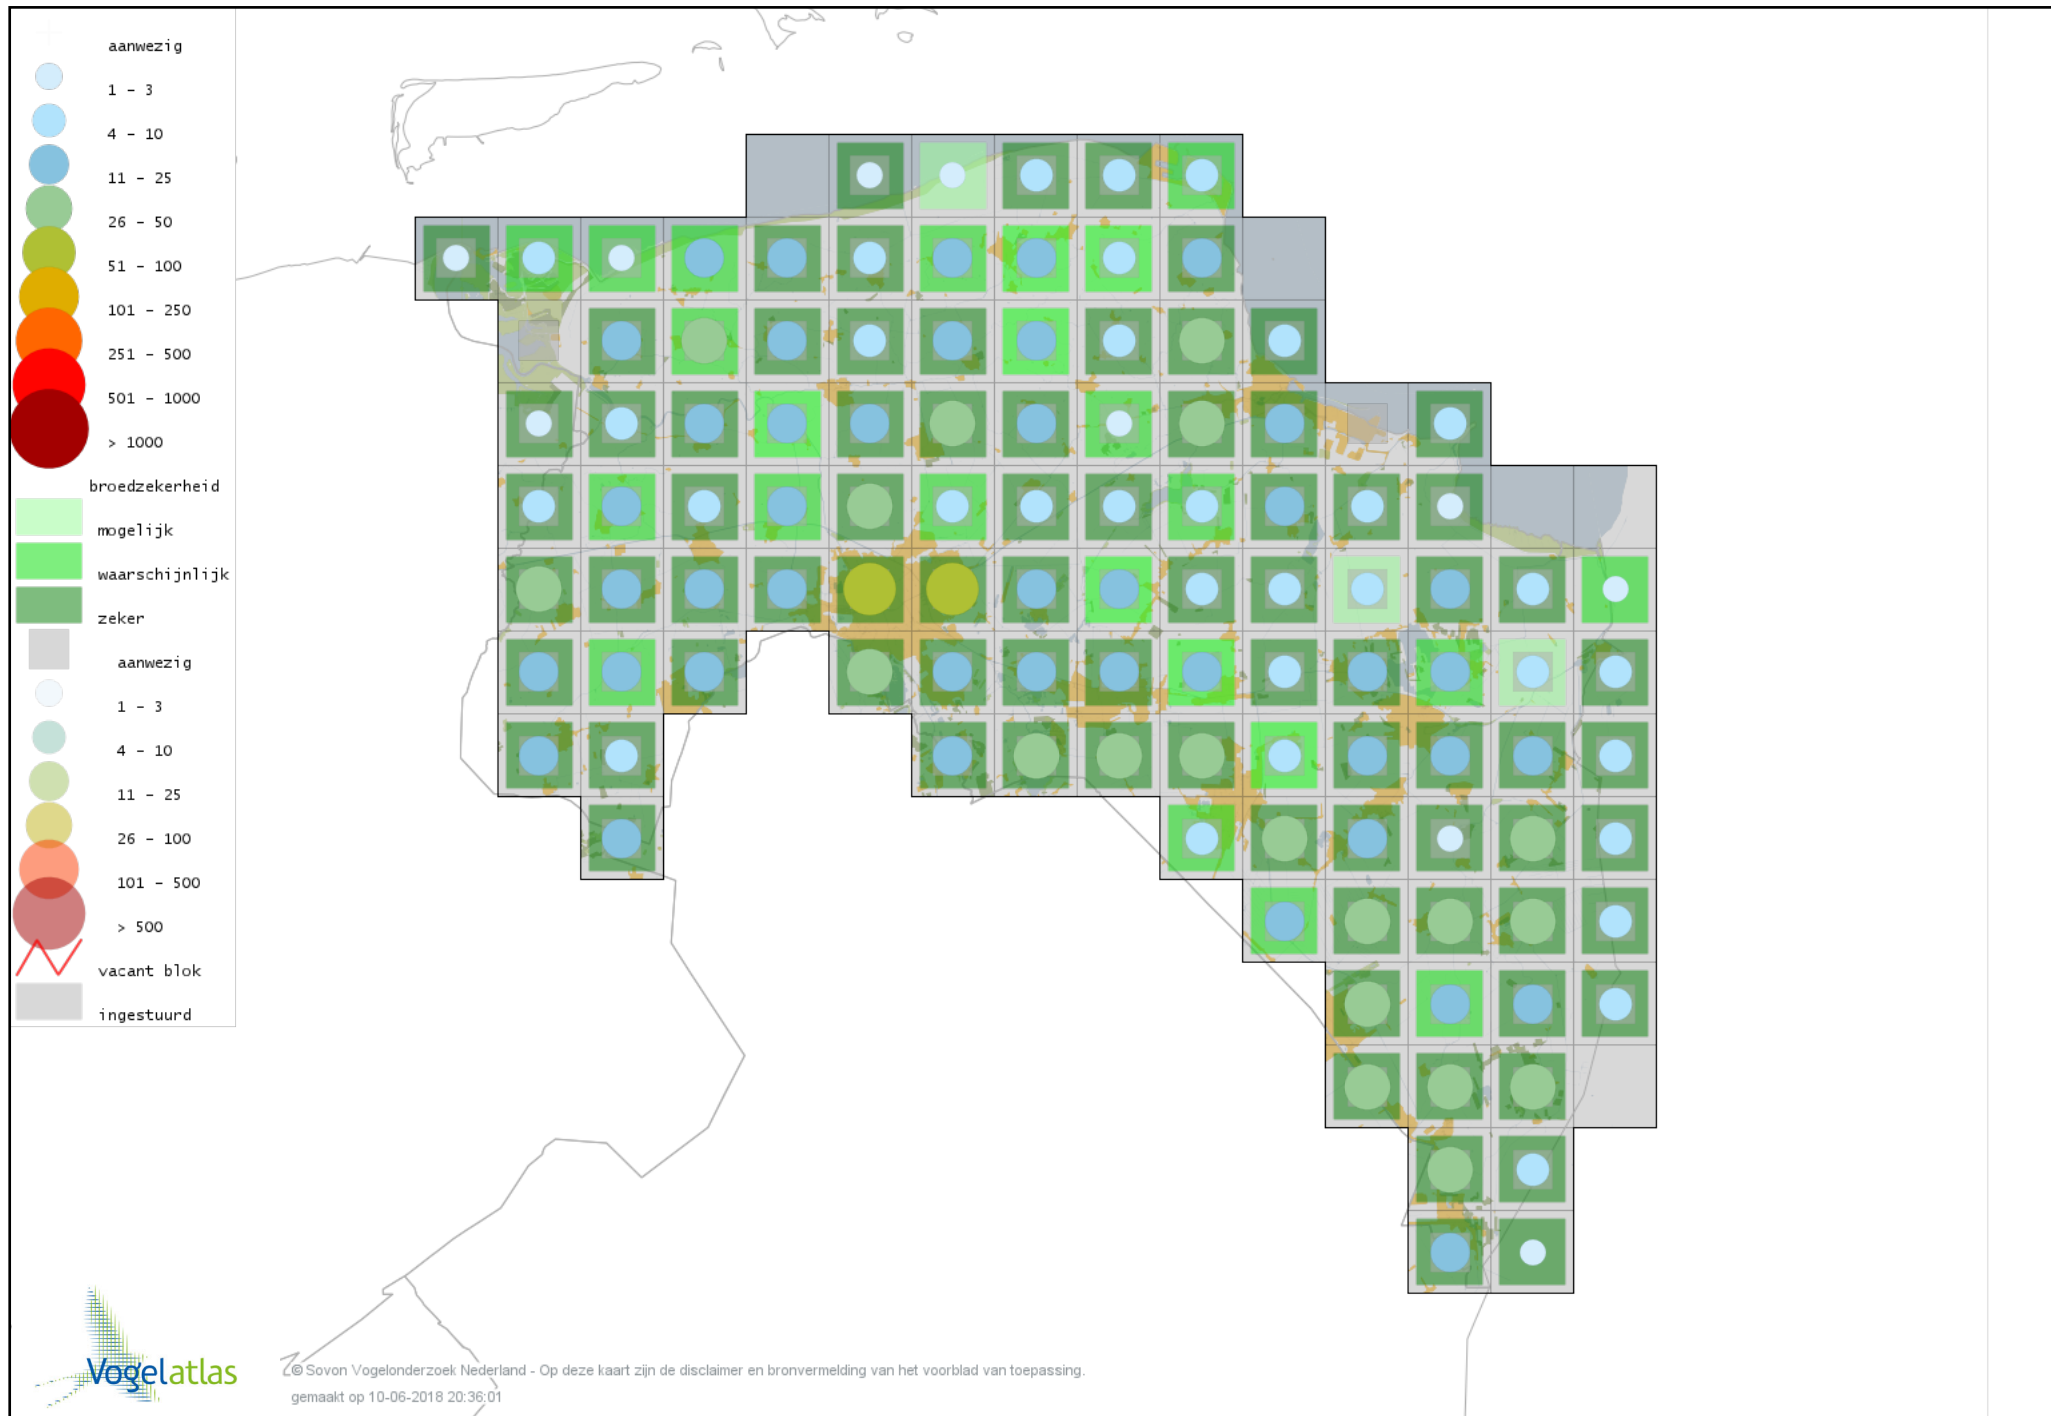 aanwezig
1 - 3
4 - 10
11 - 25
26 - 50
51 - 100
101 - 250
251 - 500
501 - 1000
> 1000
broedzekerheid
mogelijk
waarschijnlijk
zeker
aanwezig
1 - 3
4 - 10
11 - 25
26 - 100
101 - 500
> 500
vacant blok
ingestuurd
Vogelatlas
© Sovon Vogelonderzoek Nederland - Op deze kaart zijn de disclaimer en bronvermelding van het voorblad van toepassing.
gemaakt op 10-06-2018 20:36:01